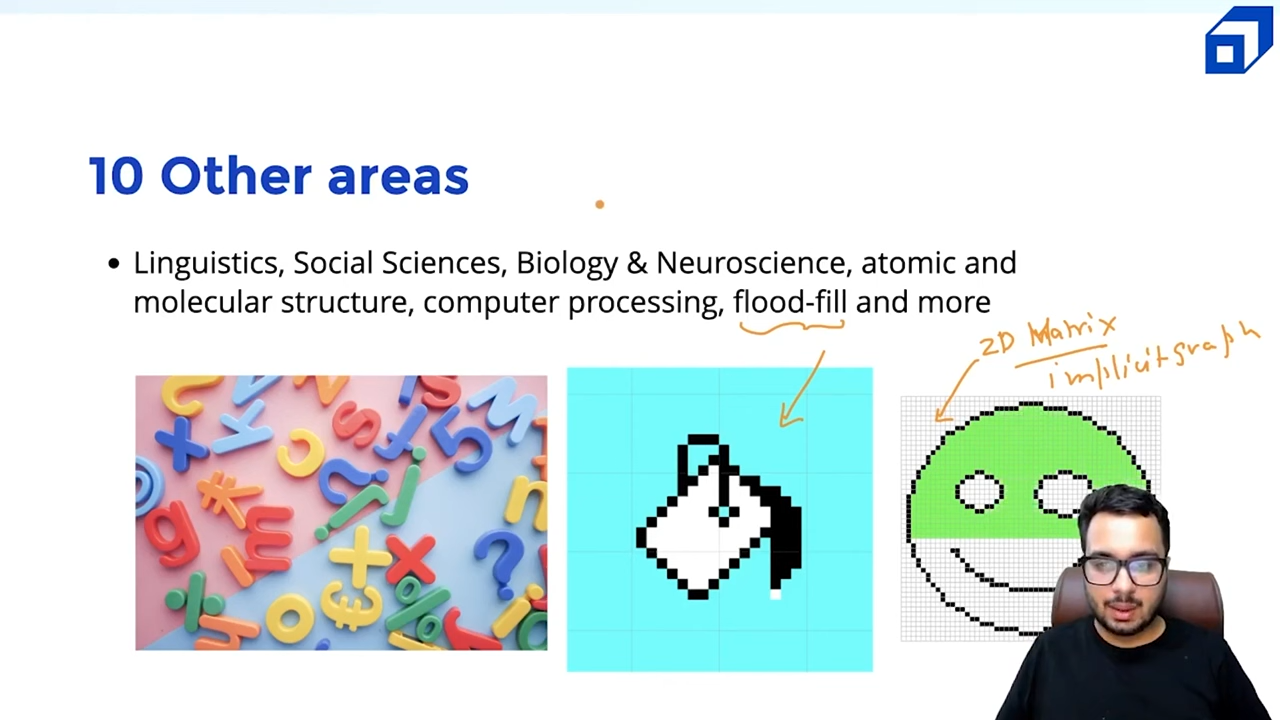 10 Other areas
• Linguistics, Social Sciences, Biology & Neuroscience, atomic and
molecular structure, computer processing, flood-fill and more
2D Matrix
implicit graph